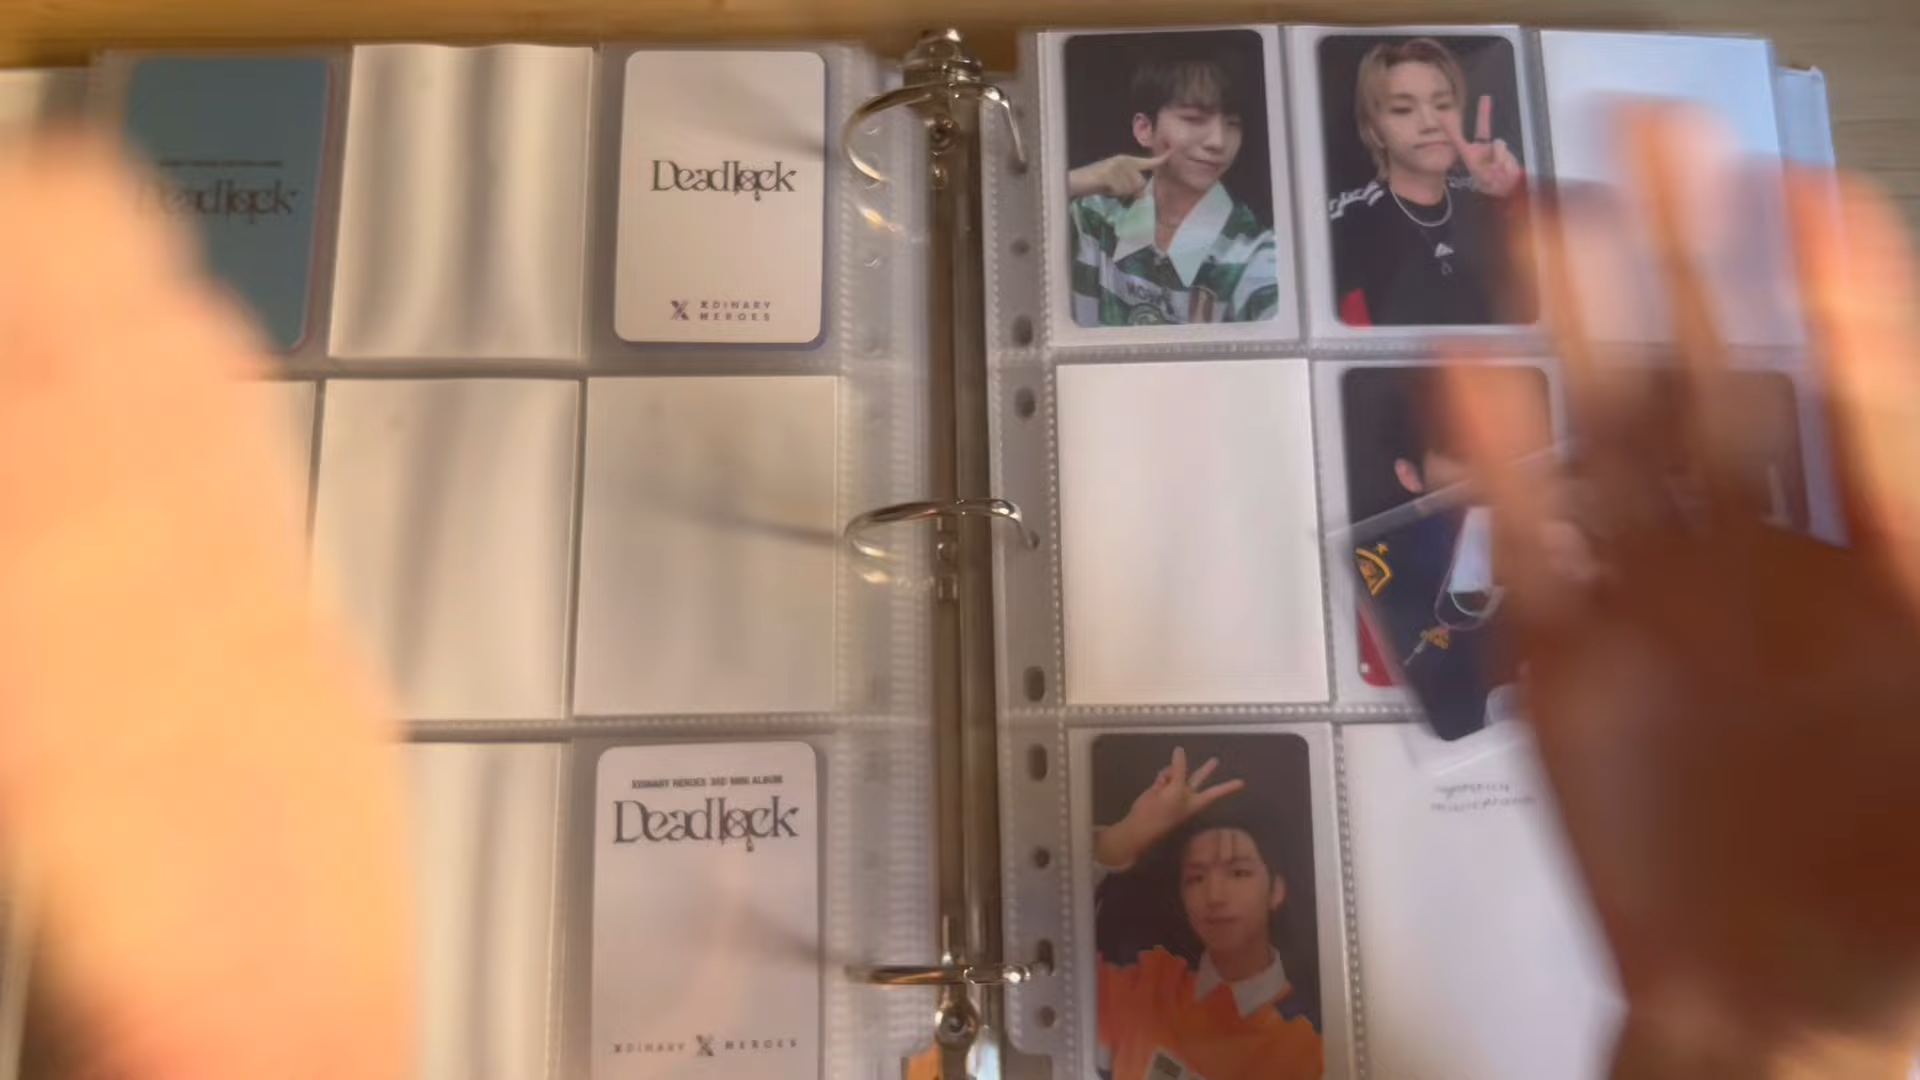 Deadlock
Deadlock
XDINARY
HEROES
XDINARY HEROES 3RD MINI ALBUM
Deadlock
XDINARY HEROES